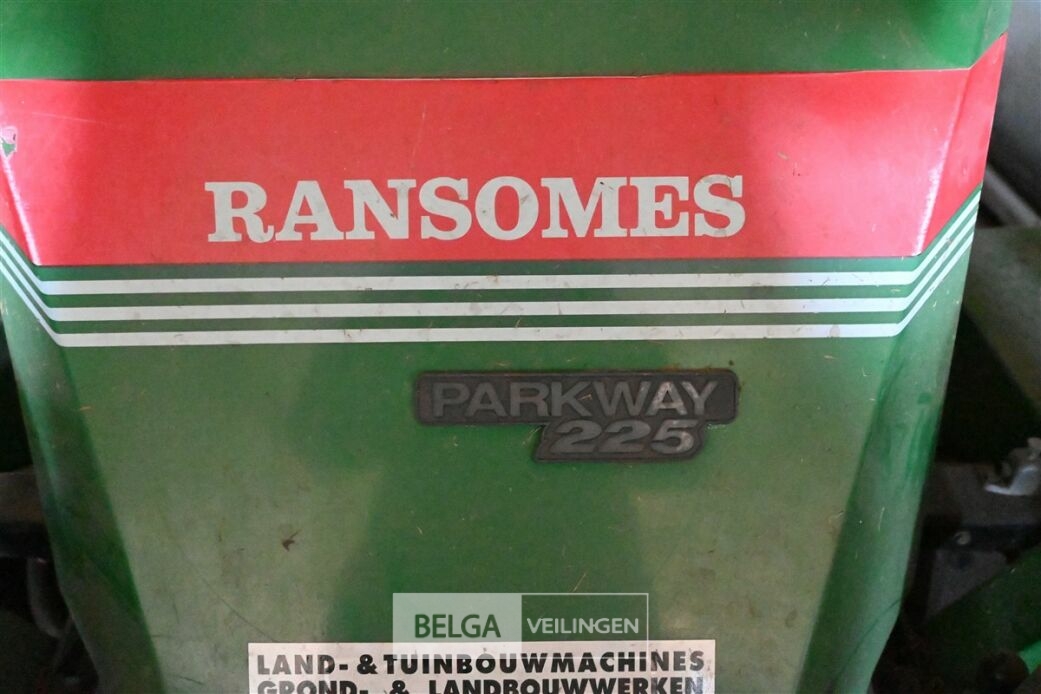 RANSOMES
PARKWAY
225
BELGA VEILINGEN
LAND- & TUINBOUWMACHINES
GROND- & LANDBOUWWERKEN